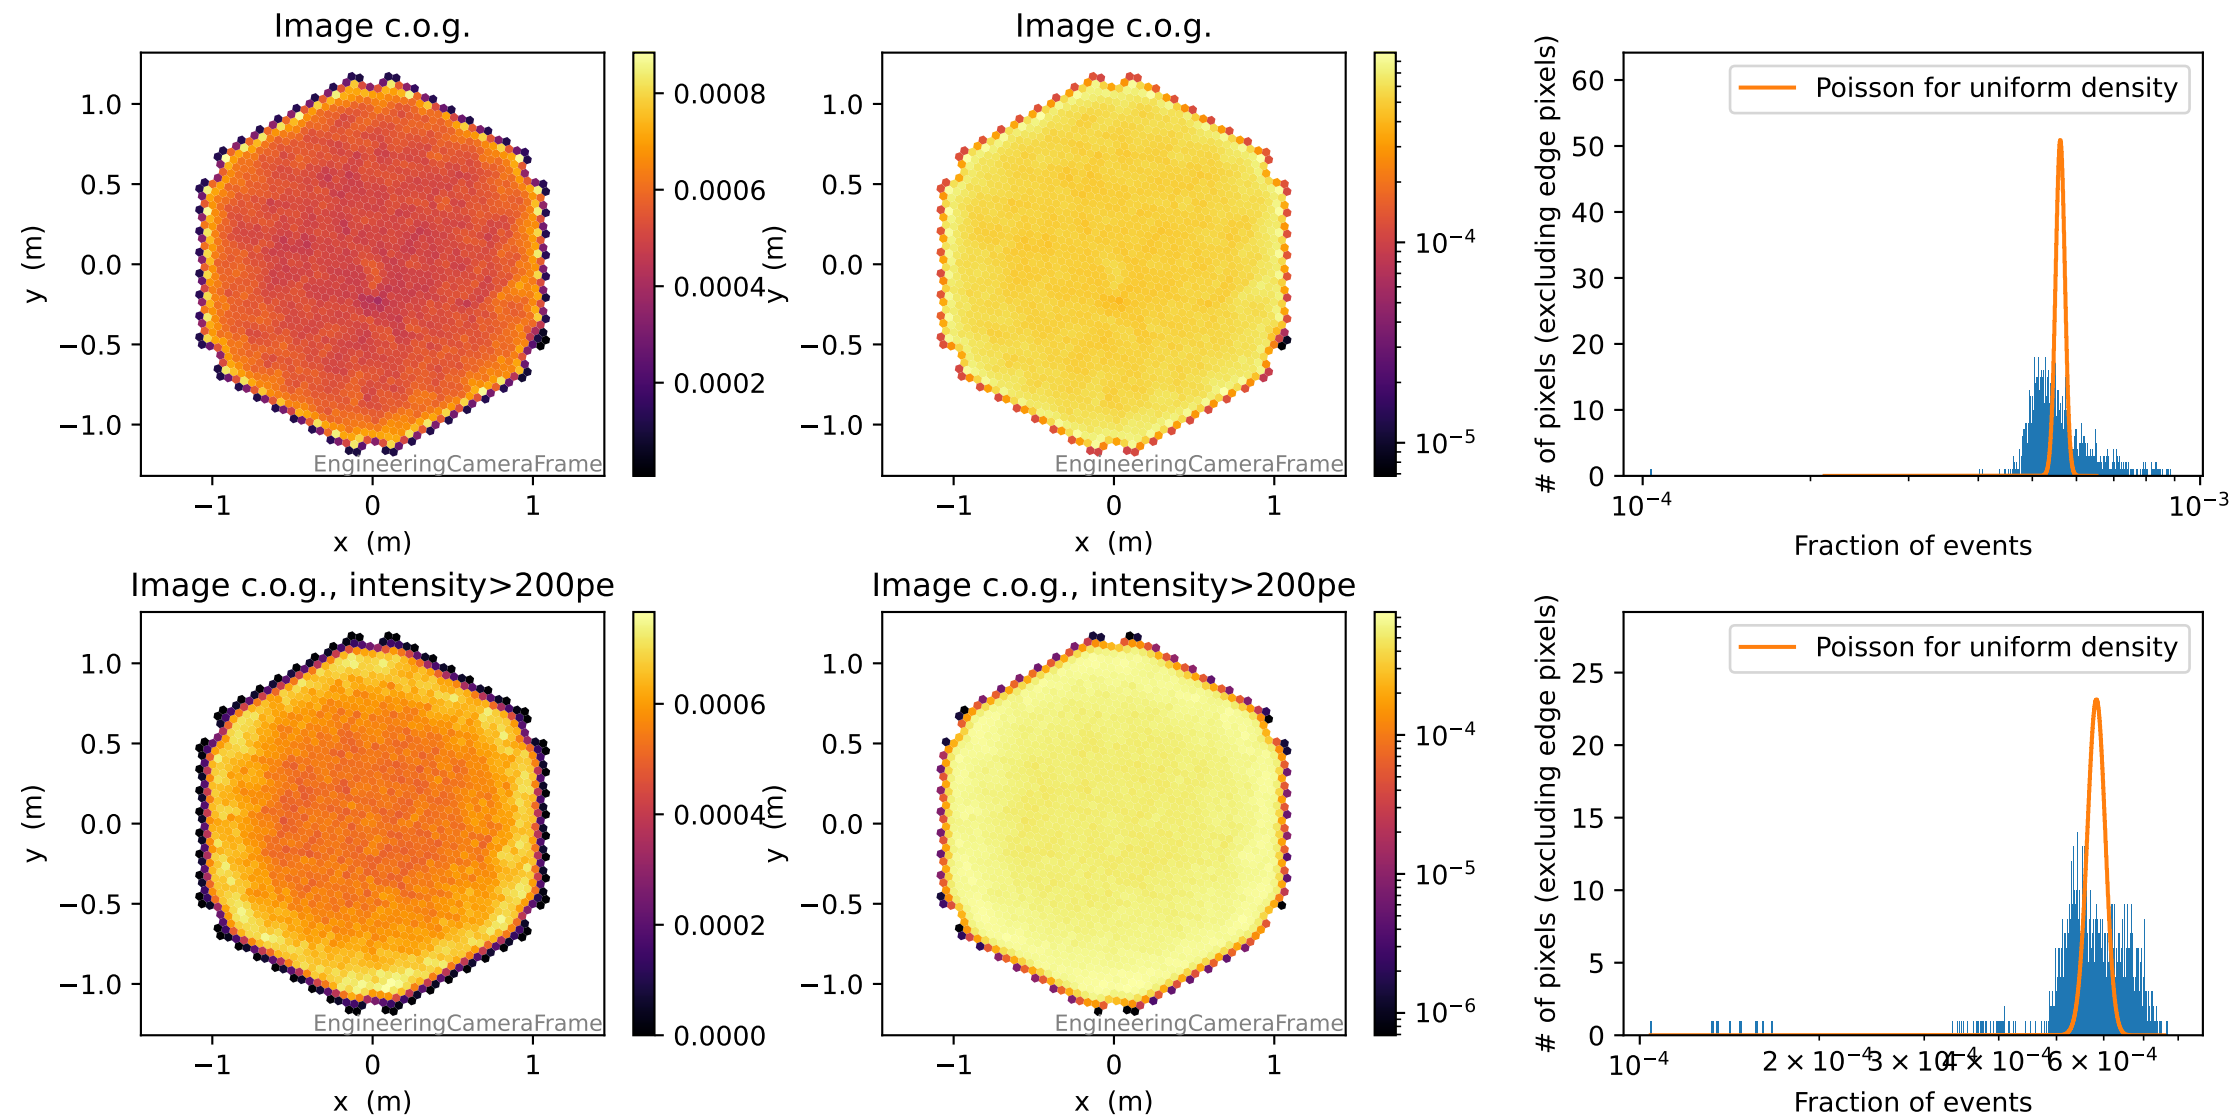 Image c.o.g.
1.0
0.5
0.0
−0.5
−1.0
y (m)
−1
0
1
x (m)
EngineeringCameraFrame
0.0008
0.0006
0.0004
0.0002
Image c.o.g.
1.0
0.5
0.0
−0.5
−1.0
y (m)
−1
0
1
x (m)
EngineeringCameraFrame
10⁻⁴
10⁻⁵
# of pixels (excluding edge pixels)
60
50
40
30
20
10
0
Poisson for uniform density
10⁻⁴
10⁻³
Fraction of events
Image c.o.g., intensity>200pe
1.0
0.5
0.0
−0.5
−1.0
y (m)
−1
0
1
x (m)
EngineeringCameraFrame
0.0006
0.0004
0.0002
0.0000
Image c.o.g., intensity>200pe
1.0
0.5
0.0
−0.5
−1.0
y (m)
−1
0
1
x (m)
EngineeringCameraFrame
10⁻⁴
10⁻⁵
10⁻⁶
# of pixels (excluding edge pixels)
25
20
15
10
5
0
Poisson for uniform density
10⁻⁴
2 × 10⁻⁴
3 × 10⁻⁴
4 × 10⁻⁴
6 × 10⁻⁴
Fraction of events